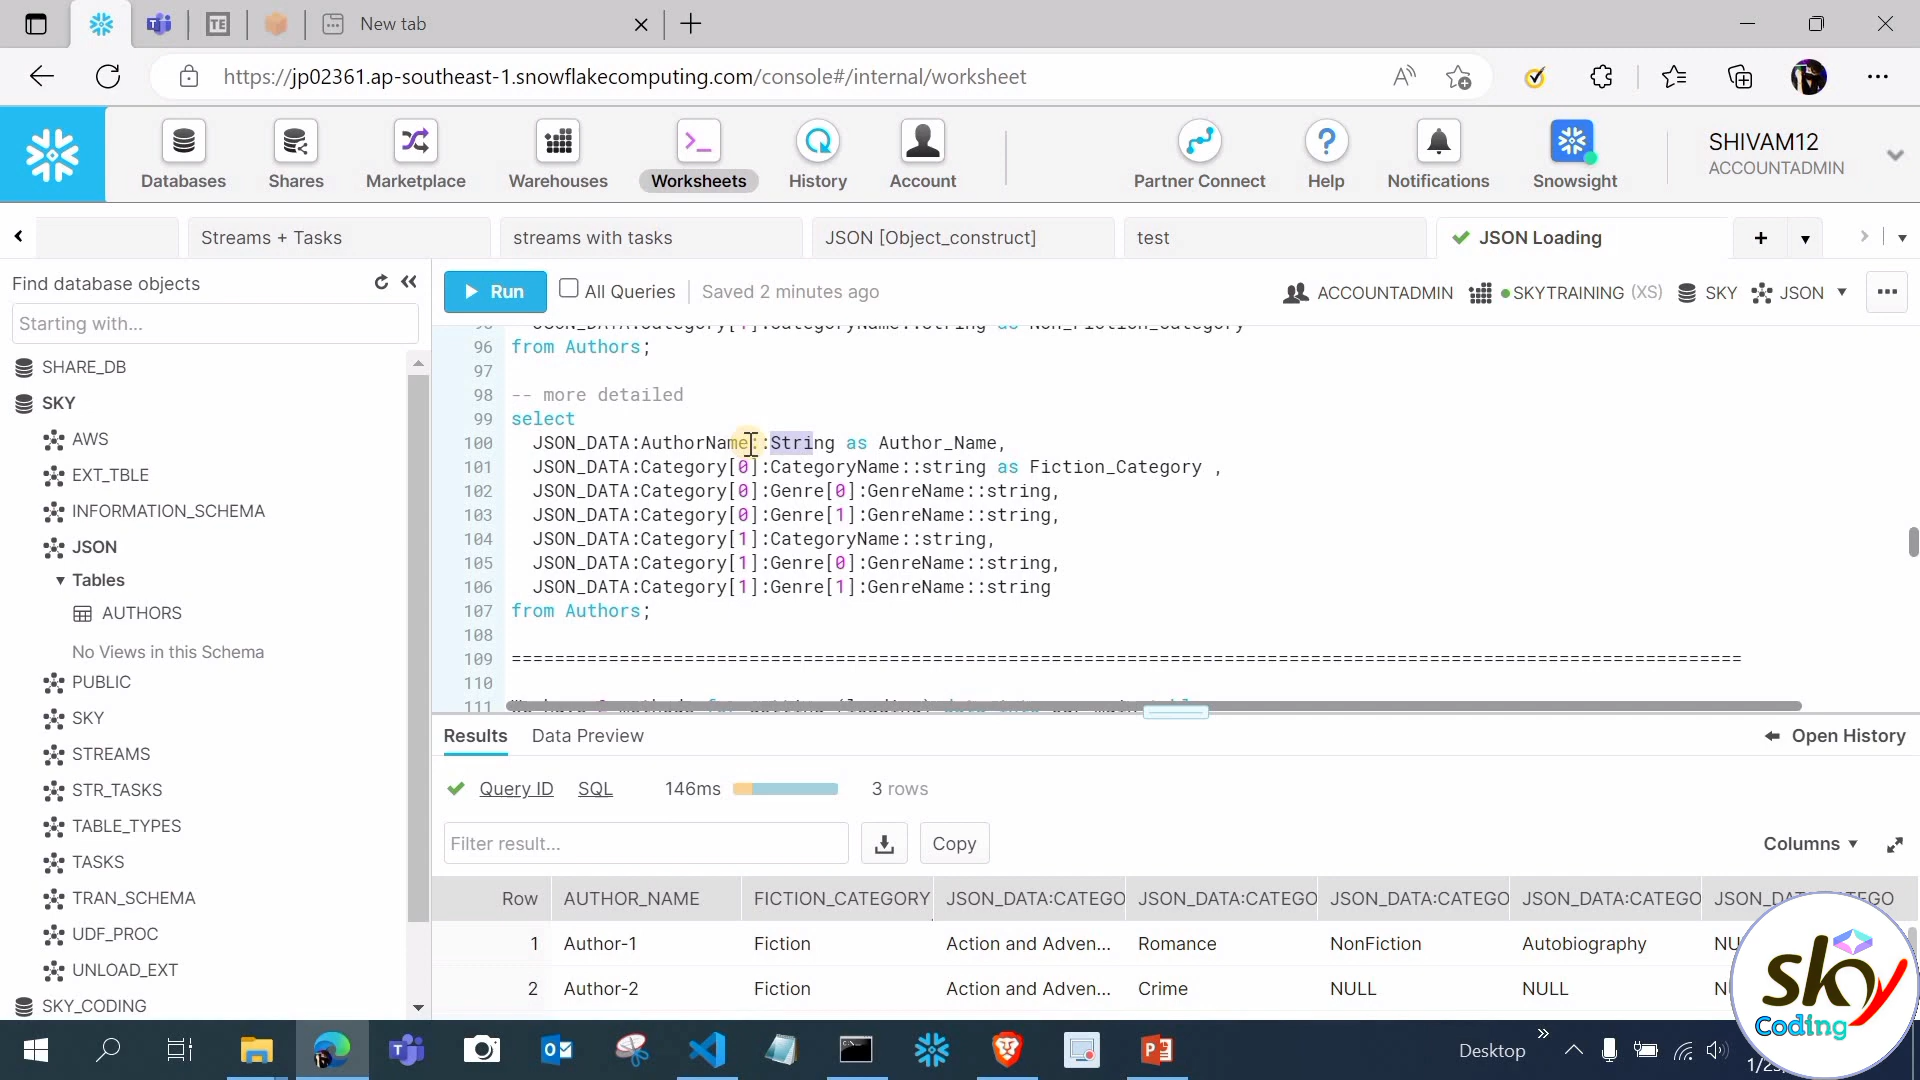 New tab
https://jp02361.ap-southeast-1.snowflakecomputing.com/console#/internal/worksheet
Databases
Shares
Marketplace
Warehouses
Worksheets
History
Account
Partner Connect
Help
Notifications
Snowsight
SHIVAM12
ACCOUNTADMIN
Streams + Tasks
streams with tasks
JSON [Object_construct]
test
JSON Loading
Find database objects
Starting with...
Run
All Queries
Saved 2 minutes ago
ACCOUNTADMIN
SKYTRAINING (XS)
SKY
JSON
SHARE_DB
SKY
AWS
EXT_TBLE
INFORMATION_SCHEMA
JSON
Tables
AUTHORS
No Views in this Schema
PUBLIC
SKY
STREAMS
STR_TASKS
TABLE_TYPES
TASKS
TRAN_SCHEMA
UDF_PROC
UNLOAD_EXT
SKY_CODING
96 from Authors;
97
98 -- more detailed
99 select
100 JSON_DATA:AuthorName::String as Author_Name,
101 JSON_DATA:Category[0]:CategoryName::string as Fiction_Category ,
102 JSON_DATA:Category[0]:Genre[0]:GenreName::string,
103 JSON_DATA:Category[0]:Genre[1]:GenreName::string,
104 JSON_DATA:Category[1]:CategoryName::string,
105 JSON_DATA:Category[1]:Genre[0]:GenreName::string,
106 JSON_DATA:Category[1]:Genre[1]:GenreName::string
107 from Authors;
108
109 ==================================================================================================================
110
111
Results
Data Preview
Open History
Query ID
SQL
146ms
3 rows
Filter result...
Copy
Columns
Row AUTHOR_NAME FICTION_CATEGORY JSON_DATA:CATEGO JSON_DATA:CATEGO JSON_DATA:CATEGO JSON_DATA:CATEGO
1 Author-1 Fiction Action and Adven... Romance NonFiction Autobiography
2 Author-2 Fiction Action and Adven... Crime NULL NULL
sky
Coding
Desktop